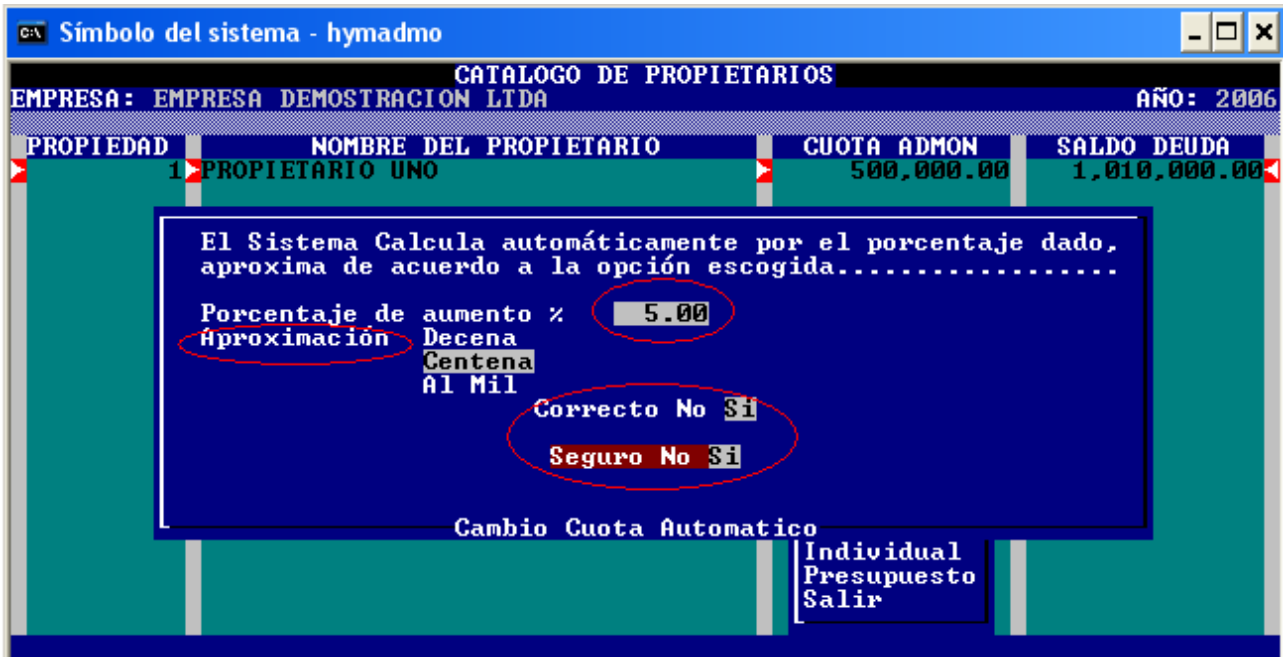 Símbolo del sistema - hymadmo
CATALOGO DE PROPIETARIOS
EMPRESA: EMPRESA DEMOSTRACION LTDA AÑO: 2006
PROPIEDAD NOMBRE DEL PROPIETARIO CUOTA ADMON SALDO DEUDA
1 PROPIETARIO UNO 500,000.00 1,010,000.00
El Sistema Calcula automáticamente por el porcentaje dado,
aproxima de acuerdo a la opción escogida..................
Porcentaje de aumento % 5.00
Aproximación Decena
Centena
Al Mil
Correcto No Si
Seguro No Si
Cambio Cuota Automatico
Individual
Presupuesto
Salir